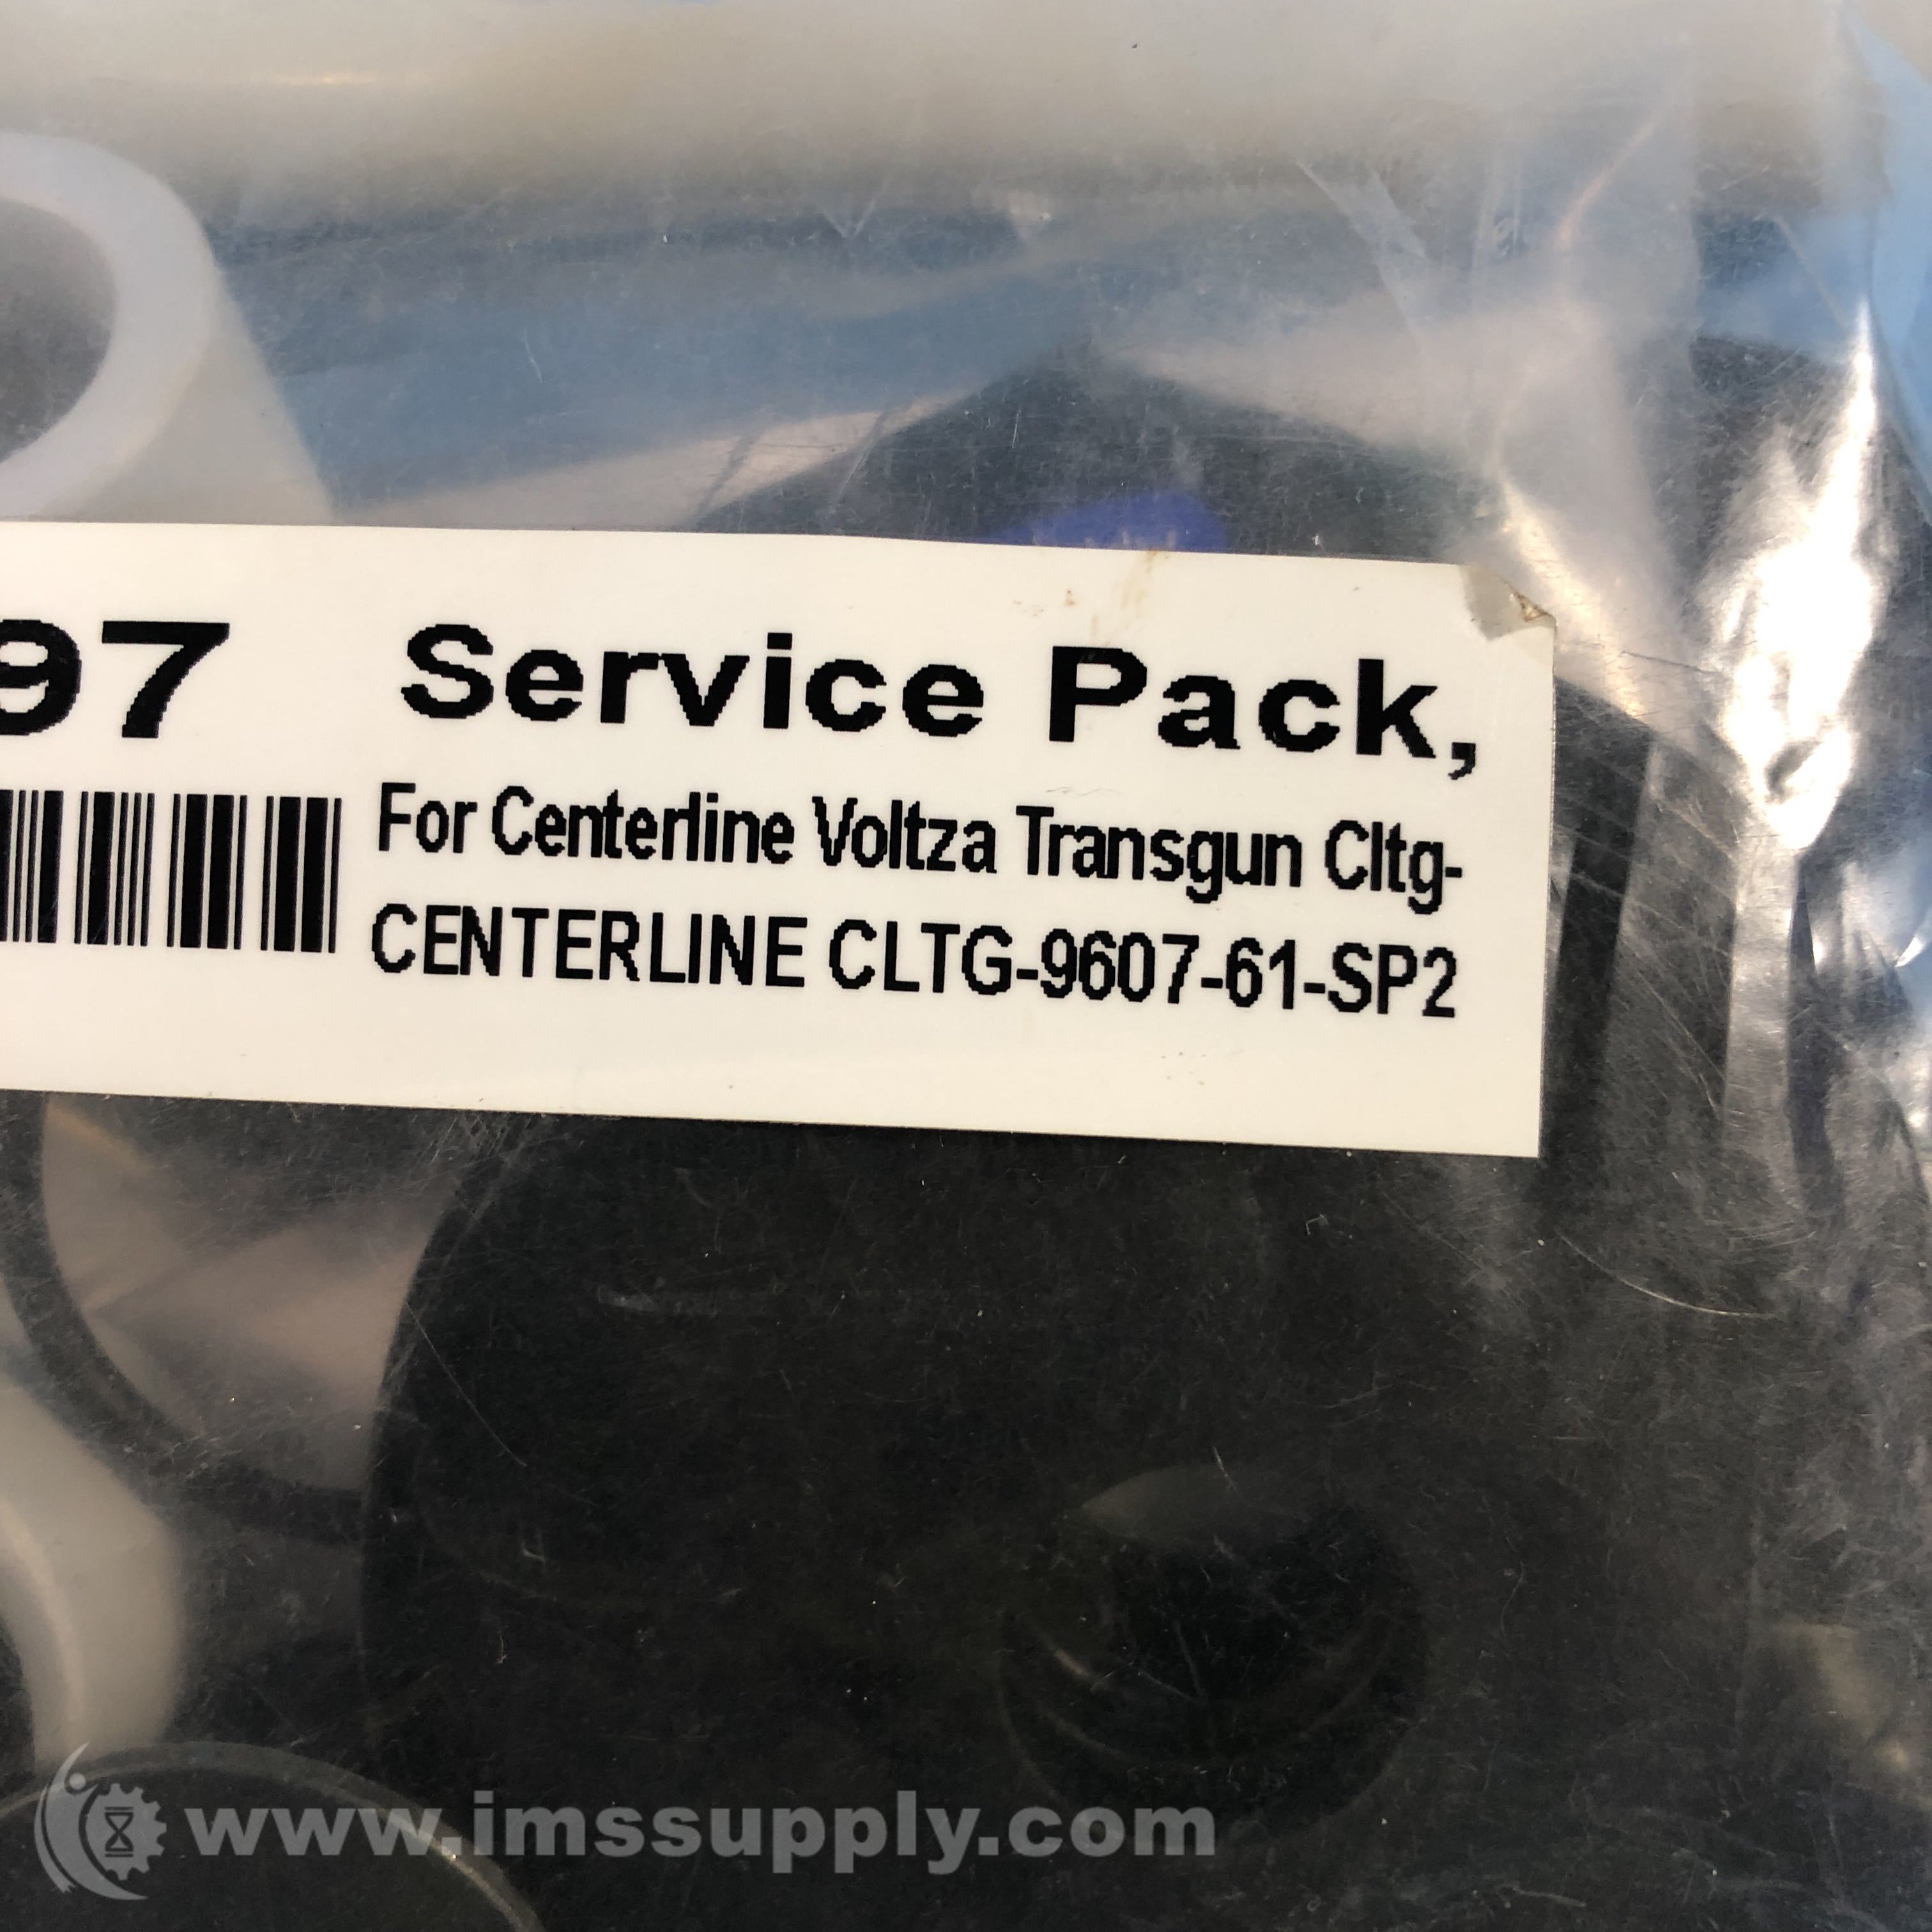 97 Service Pack,
For Centerline Voltza Transgun Cltg-
CENTERLINE CLTG-9607-61-SP2
www.imssupply.com